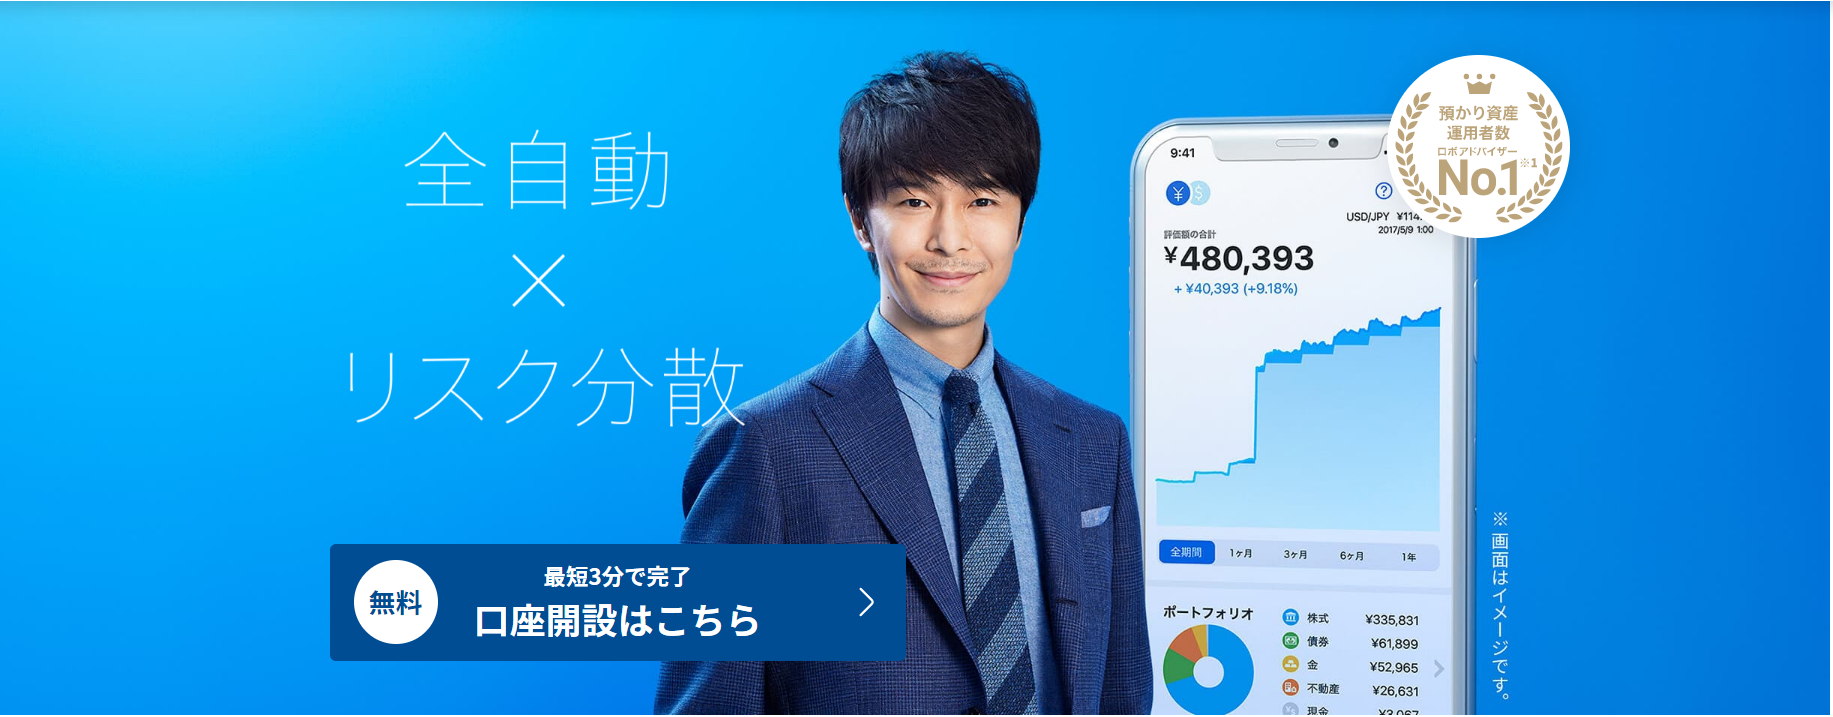 全自動
×
リスク分散
無料
最短3分で完了
口座開設はこちら
預かり資産
運用者数
ロボアドバイザー
No.1※1
9:41
¥ $
?
USD/JPY ¥114.
2017/5/9 1:00
評価額の合計
¥480,393
+ ¥40,393 (+9.18%)
全期間 1ヶ月 3ヶ月 6ヶ月 1年
ポートフォリオ
株式 ¥335,831
債券 ¥61,899
金 ¥52,965
不動産 ¥26,631
現金 ¥3,067
※画面はイメージです。